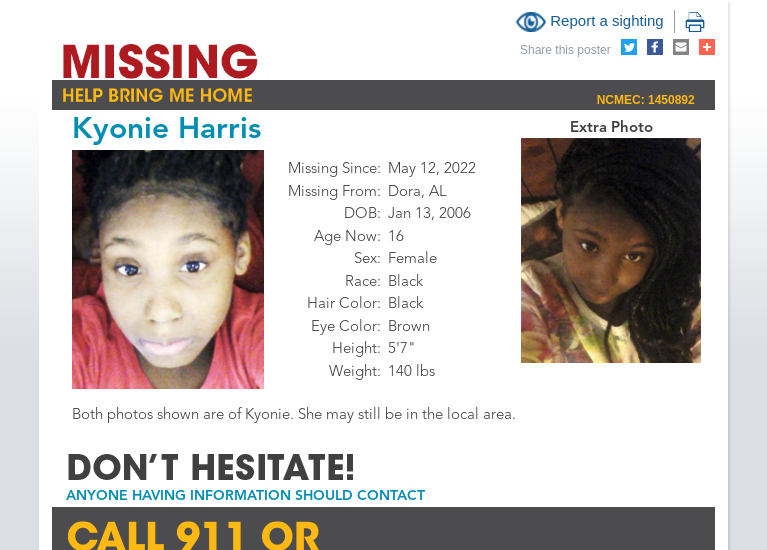 Report a sighting
Share this poster
MISSING
HELP BRING ME HOME
NCMEC: 1450892
Kyonie Harris
Extra Photo
Missing Since: May 12, 2022
Missing From: Dora, AL
DOB: Jan 13, 2006
Age Now: 16
Sex: Female
Race: Black
Hair Color: Black
Eye Color: Brown
Height: 5'7"
Weight: 140 lbs
Both photos shown are of Kyonie. She may still be in the local area.
DON'T HESITATE!
ANYONE HAVING INFORMATION SHOULD CONTACT
CALL 911 OR